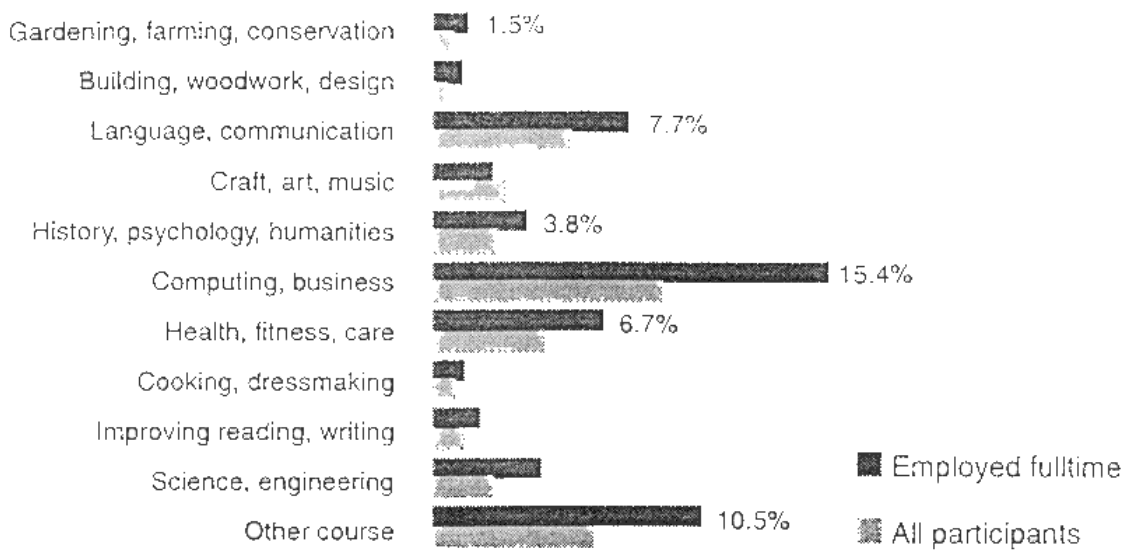 Gardening, farming, conservation 1.5%
Building, woodwork, design
Language, communication 7.7%
Craft, art, music
History, psychology, humanities 3.8%
Computing, business 15.4%
Health, fitness, care 6.7%
Cooking, dressmaking
Improving reading, writing
Science, engineering
Other course 10.5%
Employed fulltime
All participants